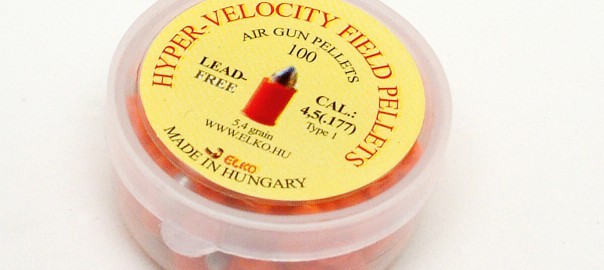 HYPER-VELOCITY FIELD PELLETS
AIR GUN PELLETS
100
LEAD-
FREE
CAL.:
4,5(.177)
Type 1
5,4 grain
WWW.ELKO.HU
ELKO
MADE IN HUNGARY